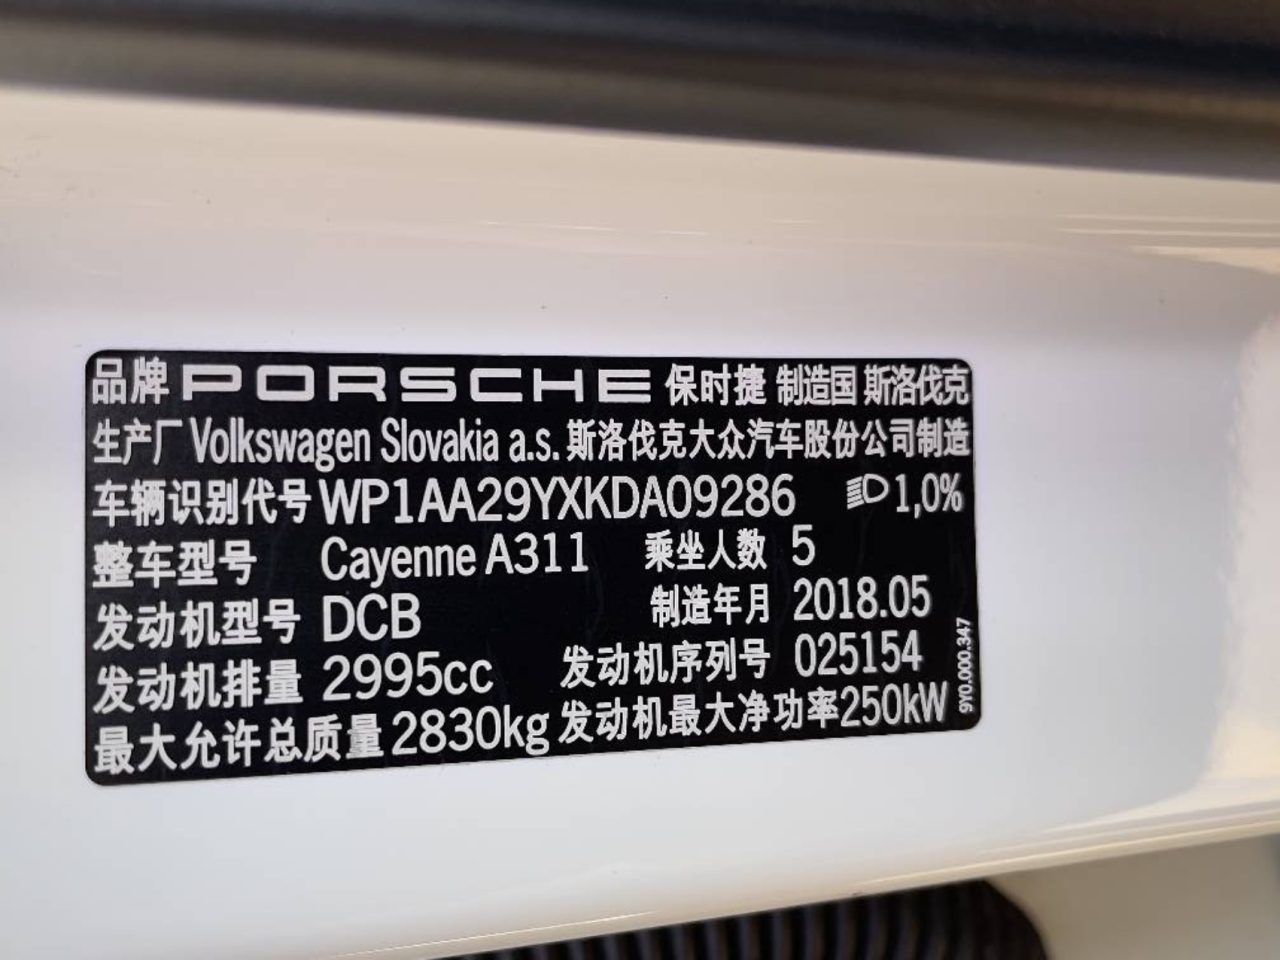 品牌 PORSCHE 保时捷 制造国 斯洛伐克
生产厂 Volkswagen Slovakia a.s. 斯洛伐克大众汽车股份公司制造
车辆识别代号 WP1AA29YXKDA09286 1,0%
整车型号 Cayenne A311 乘坐人数 5
发动机型号 DCB 制造年月 2018.05
发动机排量 2995cc 发动机序列号 025154
最大允许总质量 2830kg 发动机最大净功率 250kW
9Y0.000.347